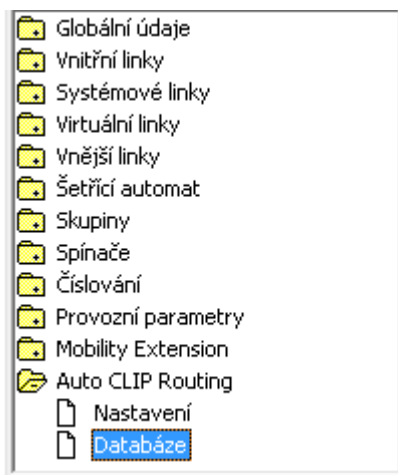 Globální údaje
Vnitřní linky
Systémové linky
Virtuální linky
Vnější linky
Šetřící automat
Skupiny
Spínače
Číslování
Provozní parametry
Mobility Extension
Auto CLIP Routing
Nastavení
Databáze